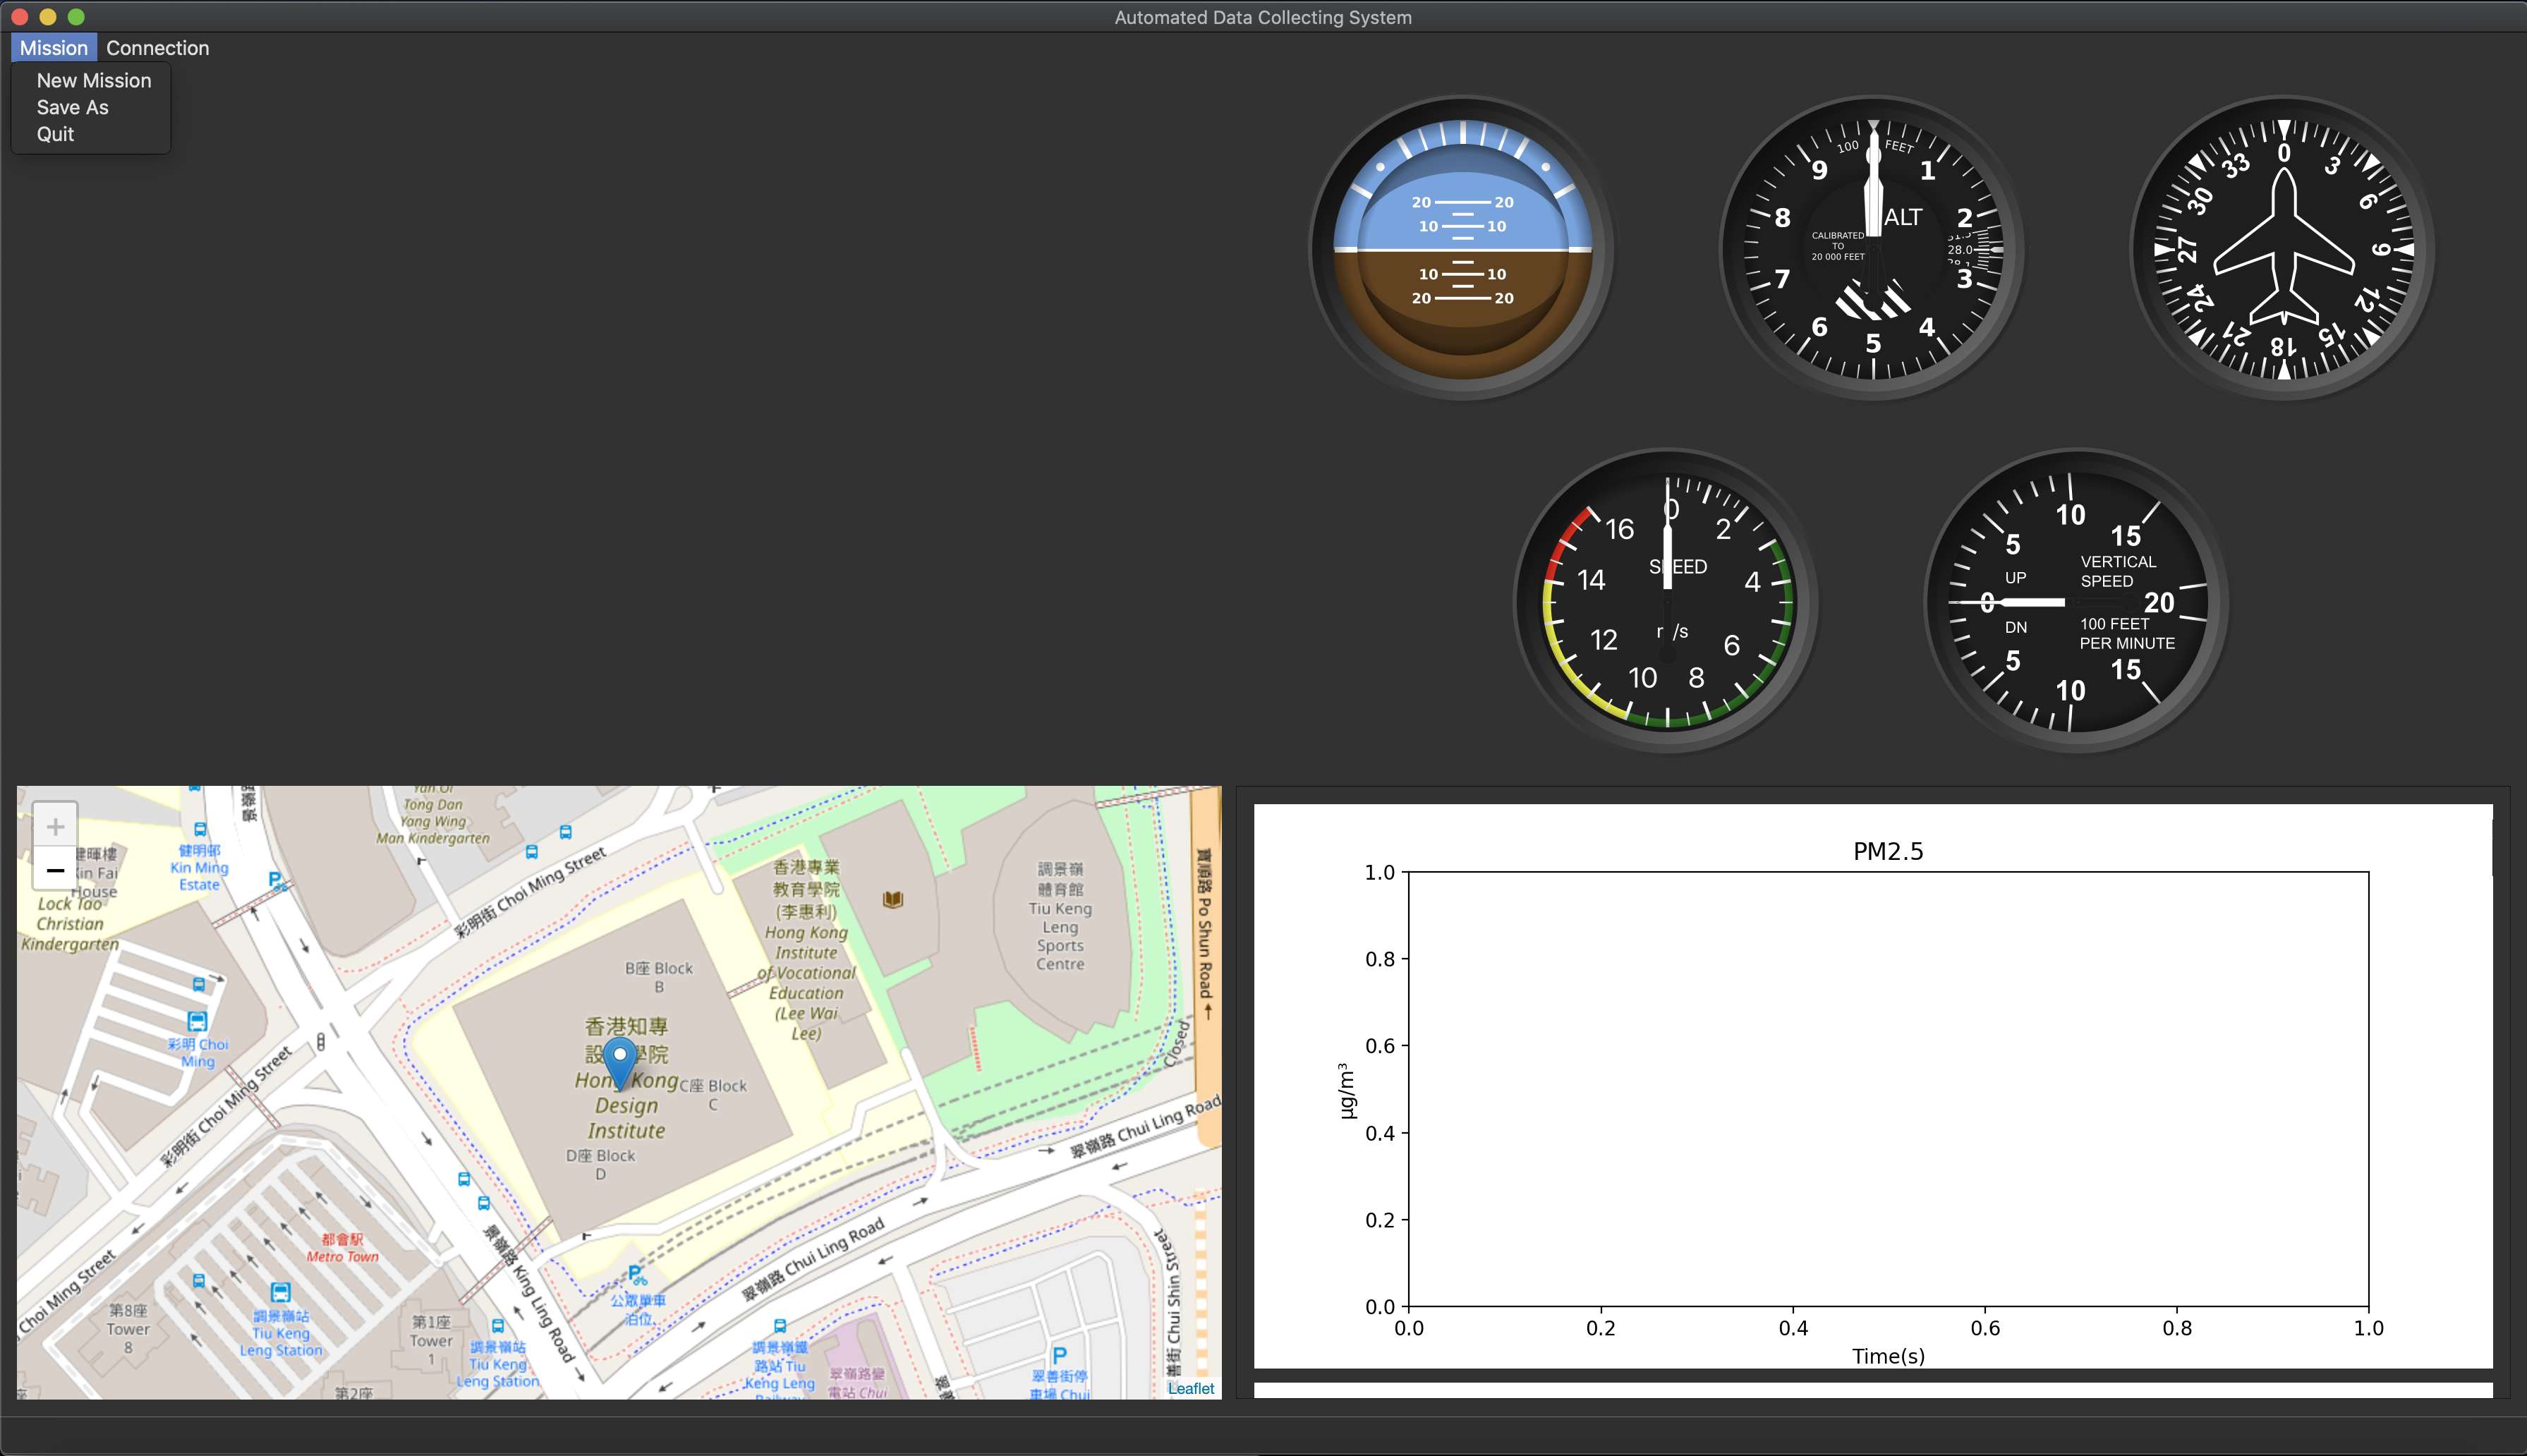 Automated Data Collecting System
Mission Connection
New Mission
Save As
Quit
20 20
10 10
10 10
20 20
100 FEET
0
9 1
8 ALT 2
CALIBRATED
TO
20 000 FEET
28.0
7 3
6 4
5
0
33 3
30 6
27 9
24 12
21 15
18
0
16 2
SPEED
14 4
/s
12 6
10 8
10
5 15
UP VERTICAL
SPEED
0 20
DN 100 FEET
PER MINUTE
5 15
10
+
−
Tong Dan
Yang Wing
Man Kindergarten
健明邨
Kin Ming
Estate
健暉樓
Kin Fai
House
Lock Tao
Christian
Kindergarten
彩明街 Choi Ming Street
香港專業
教育學院
(李惠利)
Hong Kong
Institute
of Vocational
Education
(Lee Wai
Lee)
調景嶺
體育館
Tiu Keng
Leng
Sports
Centre
寶順路 Po Shun Road
B座 Block
B
香港知專
設 學院
Hong Kong
Design
Institute
C座 Block
C
D座 Block
D
彩明 Choi
Ming
彩明街 Choi Ming Street
Closed
翠嶺路 Chui Ling Road
翠嶺路 Chui Ling Road
景嶺路 King Ling Road
Choi Ming Street
都會駅
Metro Town
第8座
Tower
8
調景嶺站
Tiu Keng
Leng Station
第1座
Tower
1
調景嶺站
Tiu Keng
Leng Station
第2座
P
公眾單車
泊位
調景嶺鐵
路站 Tiu
Keng Leng
Railway
翠嶺路變
電站 Chui
P
翠善街停
車場 Chui
善街 Chui Shin Street
Leaflet
PM2.5
1.0
0.8
0.6
0.4
0.2
0.0
µg/m³
0.0 0.2 0.4 0.6 0.8 1.0
Time(s)